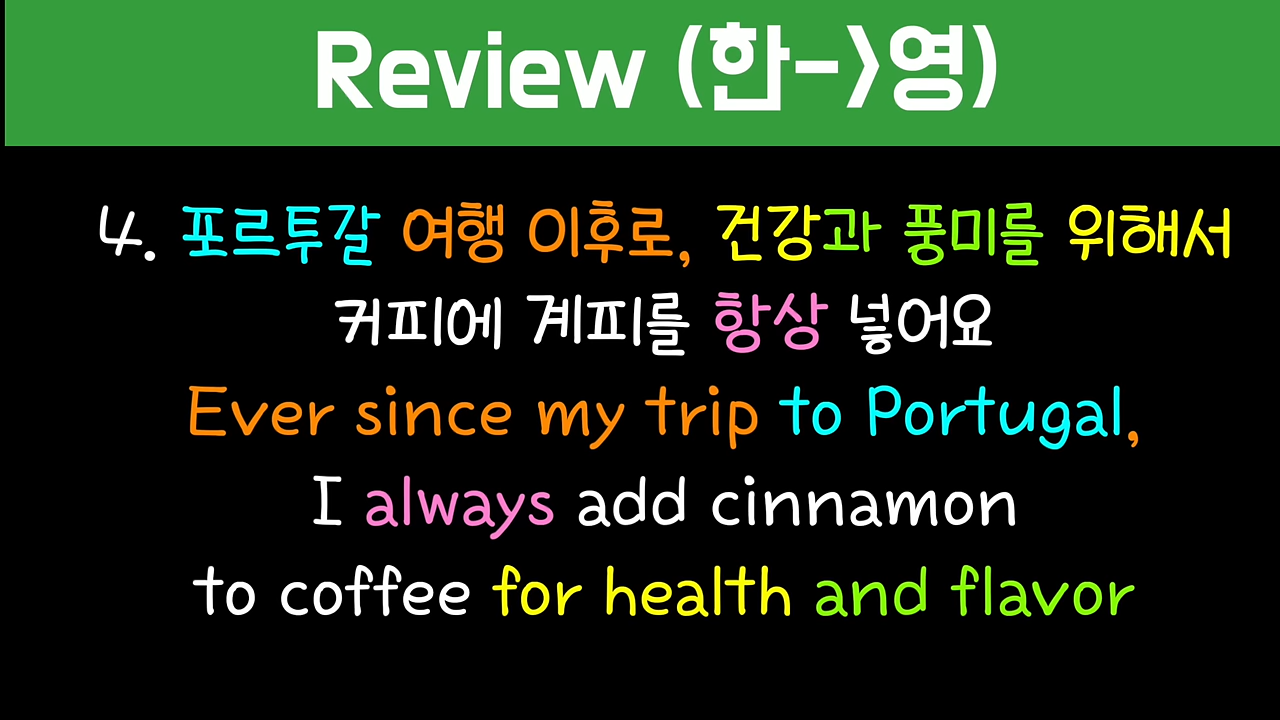 Review (한->영)
4. 포르투갈 여행 이후로, 건강과 풍미를 위해서
커피에 계피를 항상 넣어요
Ever since my trip to Portugal,
I always add cinnamon
to coffee for health and flavor